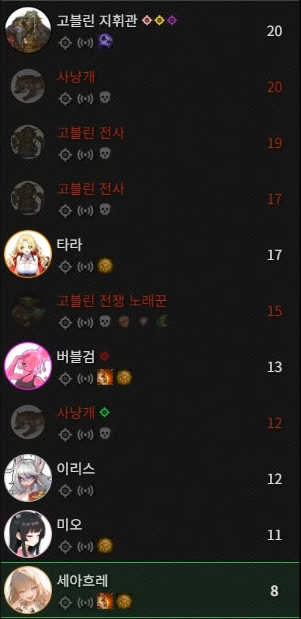 고블린 지휘관 20
사냥개 20
고블린 전사 19
고블린 전사 17
타라 17
고블린 전쟁 노래꾼 15
버블검 13
사냥개 12
이리스 12
미오 11
세아흐레 8